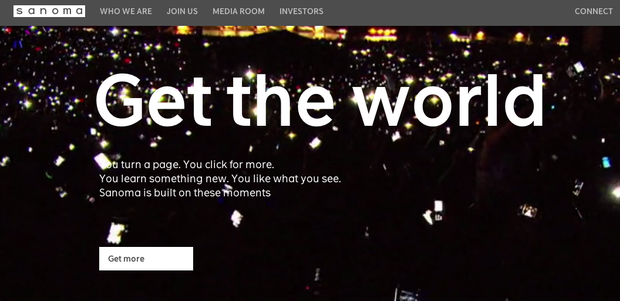 sanoma WHO WE ARE JOIN US MEDIA ROOM INVESTORS CONNECT
Get the world
You turn a page. You click for more.
You learn something new. You like what you see.
Sanoma is built on these moments
Get more